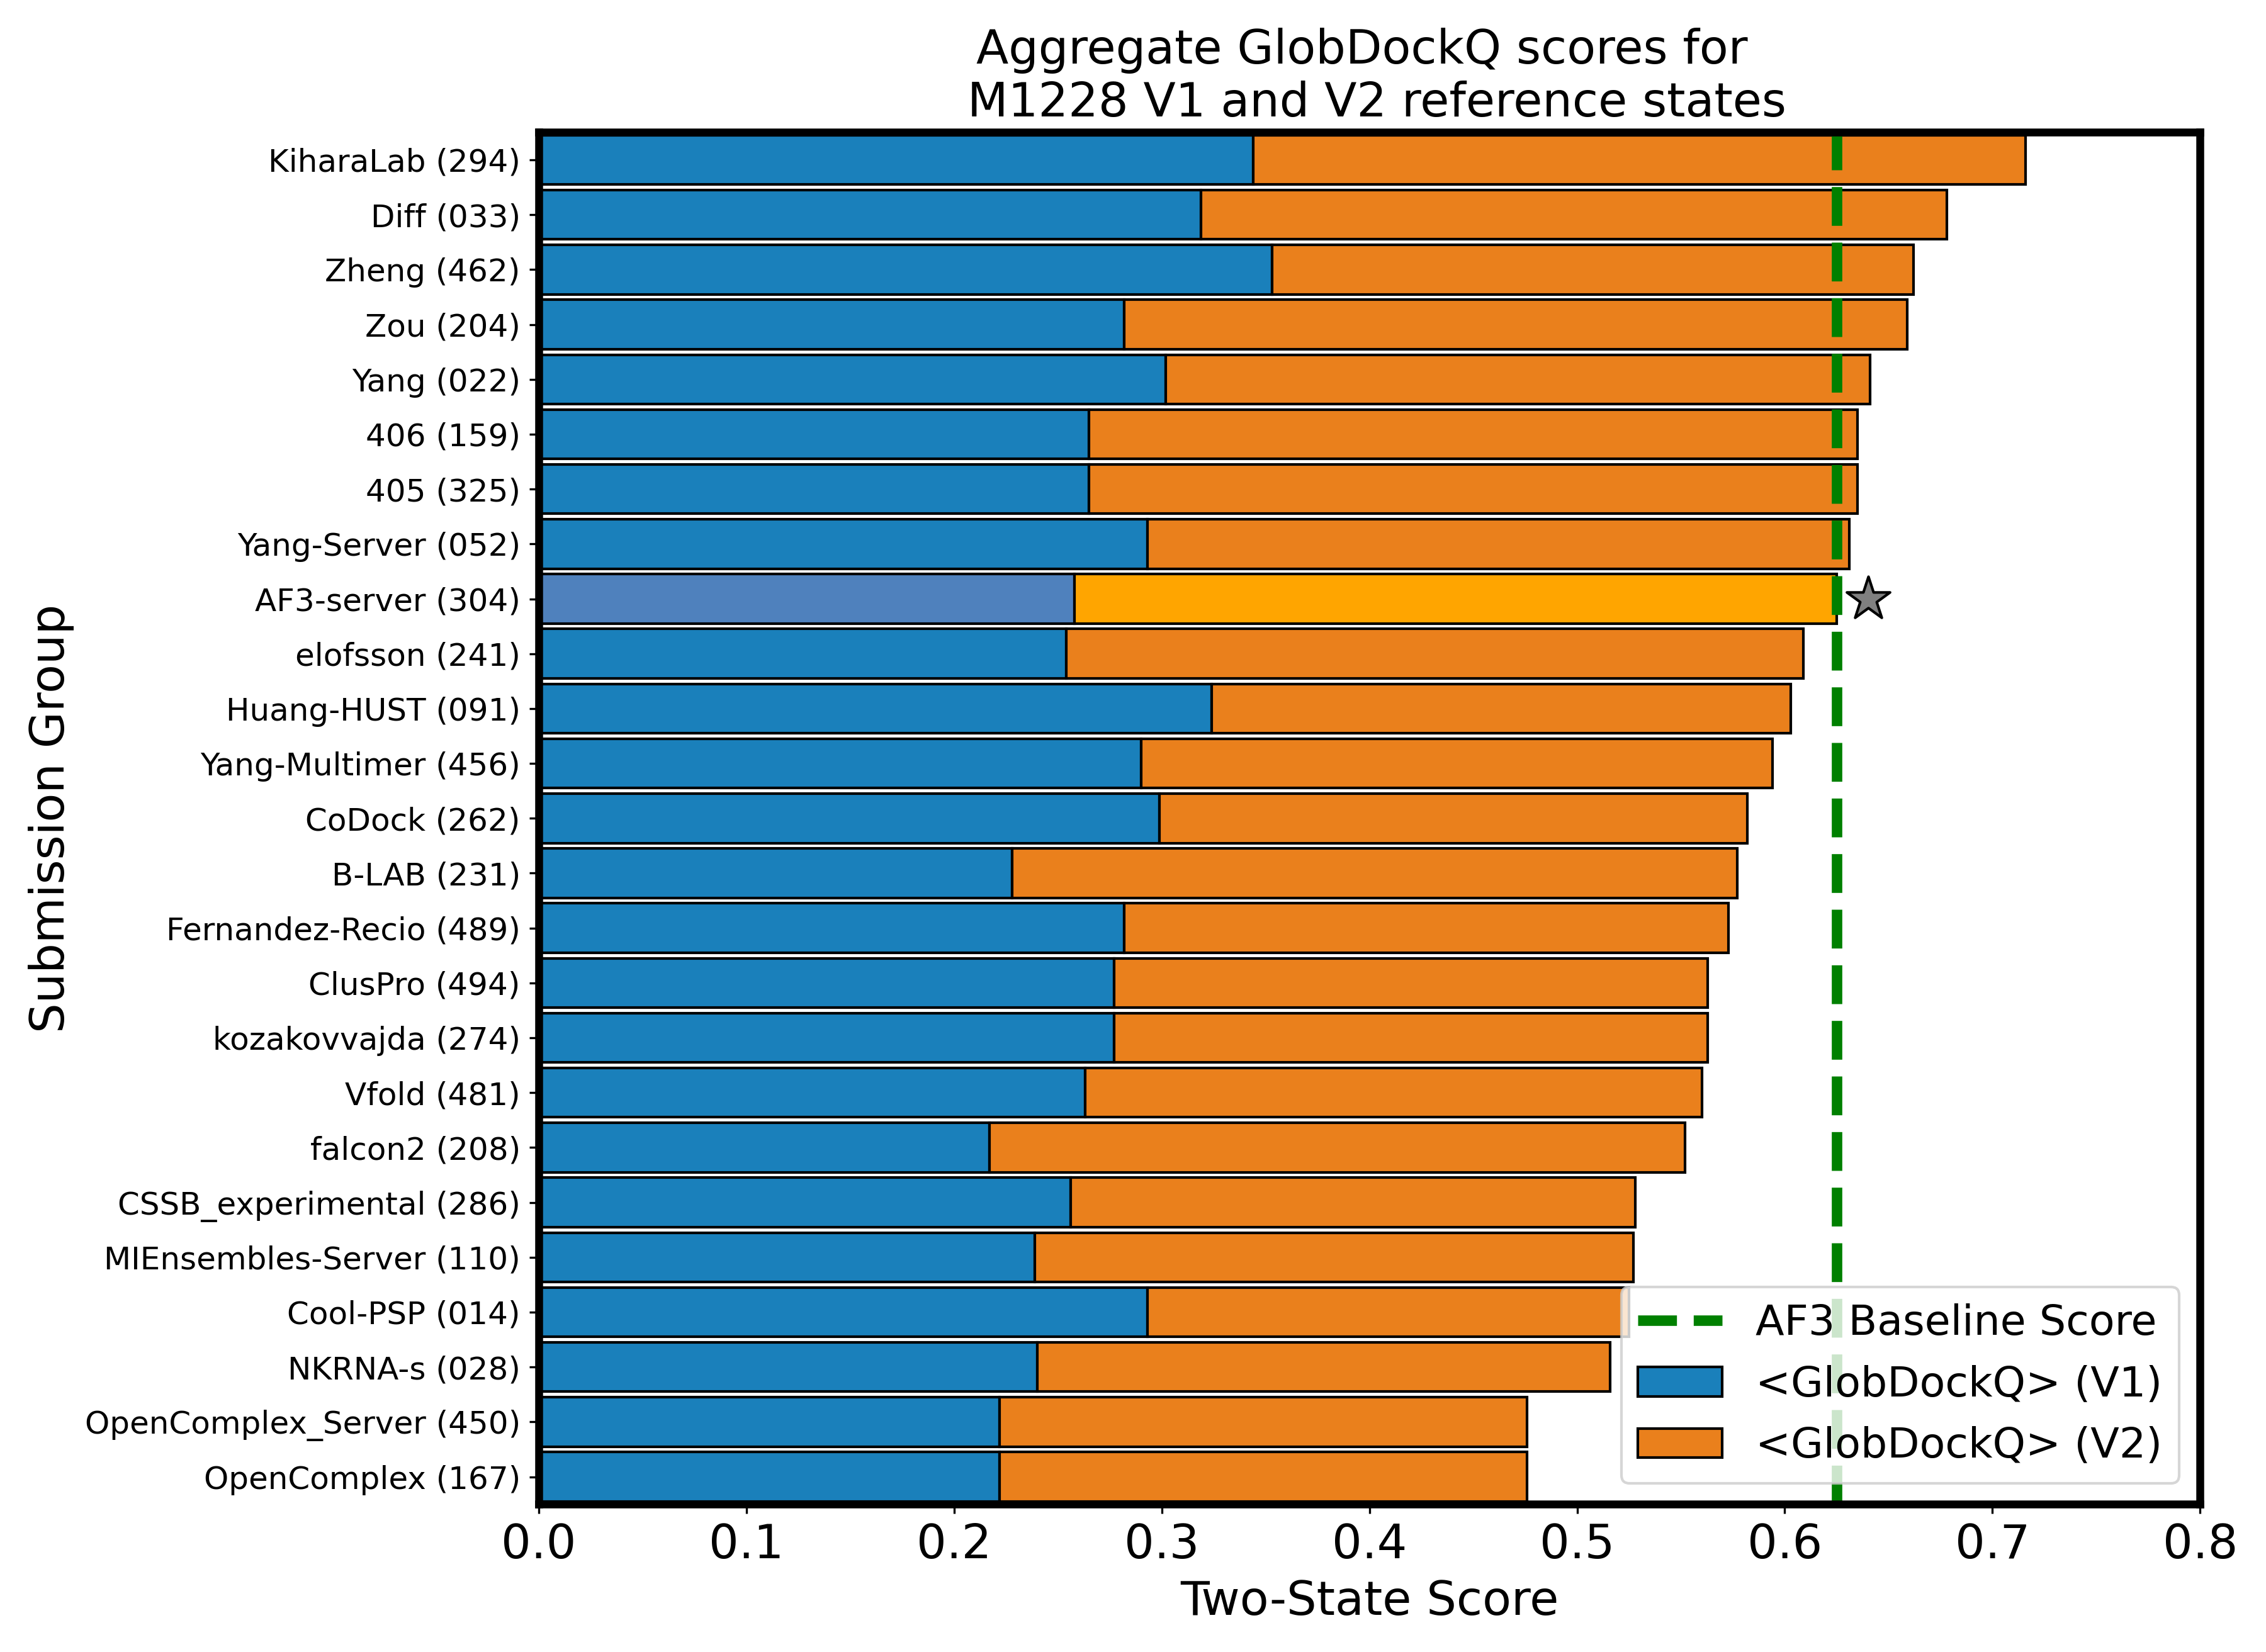 Aggregate GlobDockQ scores for
M1228 V1 and V2 reference states
Submission Group
KiharaLab (294)
Diff (033)
Zheng (462)
Zou (204)
Yang (022)
406 (159)
405 (325)
Yang-Server (052)
AF3-server (304)
elofsson (241)
Huang-HUST (091)
Yang-Multimer (456)
CoDock (262)
B-LAB (231)
Fernandez-Recio (489)
ClusPro (494)
kozakovvajda (274)
Vfold (481)
falcon2 (208)
CSSB_experimental (286)
MIEnsembles-Server (110)
Cool-PSP (014)
NKRNA-s (028)
OpenComplex_Server (450)
OpenComplex (167)
AF3 Baseline Score
<GlobDockQ> (V1)
<GlobDockQ> (V2)
0.0 0.1 0.2 0.3 0.4 0.5 0.6 0.7 0.8
Two-State Score